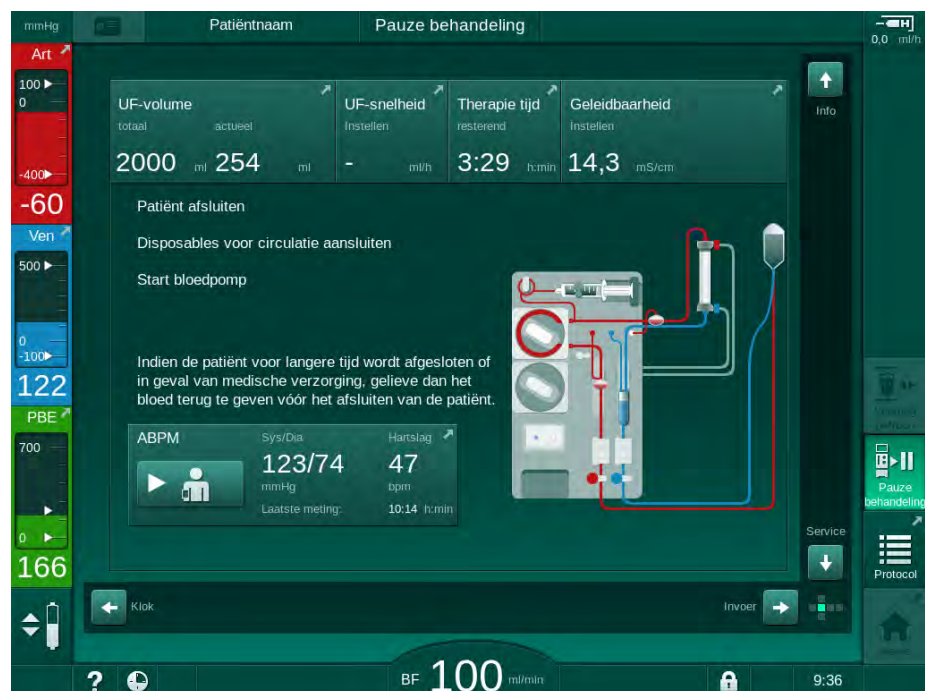 mmHg
Patiëntnaam
Pauze behandeling
0,0 ml/h
Art
100
0
-400
-60
Ven
500
0
-100
122
PBE
700
0
166
UF-volume
totaal actueel
2000 ml 254 ml
UF-snelheid
Instellen
- ml/h
Therapie tijd
resterend
3:29 h:min
Geleidbaarheid
Instellen
14,3 mS/cm
Info
Patiënt afsluiten
Disposables voor circulatie aansluiten
Start bloedpomp
Indien de patiënt voor langere tijd wordt afgesloten of
in geval van medische verzorging, gelieve dan het
bloed terug te geven vóór het afsluiten van de patiënt.
ABPM
Sys/Dia
123/74
mmHg
Hartslag
47
bpm
Laatste meting: 10:14 h:min
Service
Pauze
behandeling
Protocol
Klok
Invoer
? BF 100 ml/min
9:36